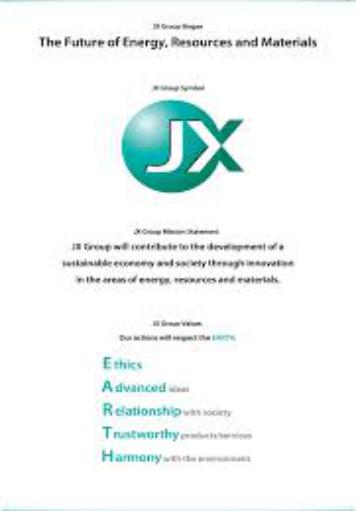 JX Group Slogan
The Future of Energy, Resources and Materials
JX Group Symbol
JX
JX Group Mission Statement
JX Group will contribute to the development of a
sustainable economy and society through innovation
in the areas of energy, resources and materials.
JX Group Values
Our actions will respect the EARTH.
Ethics
Advanced ideas
Relationship with society
Trustworthy products/services
Harmony with the environment